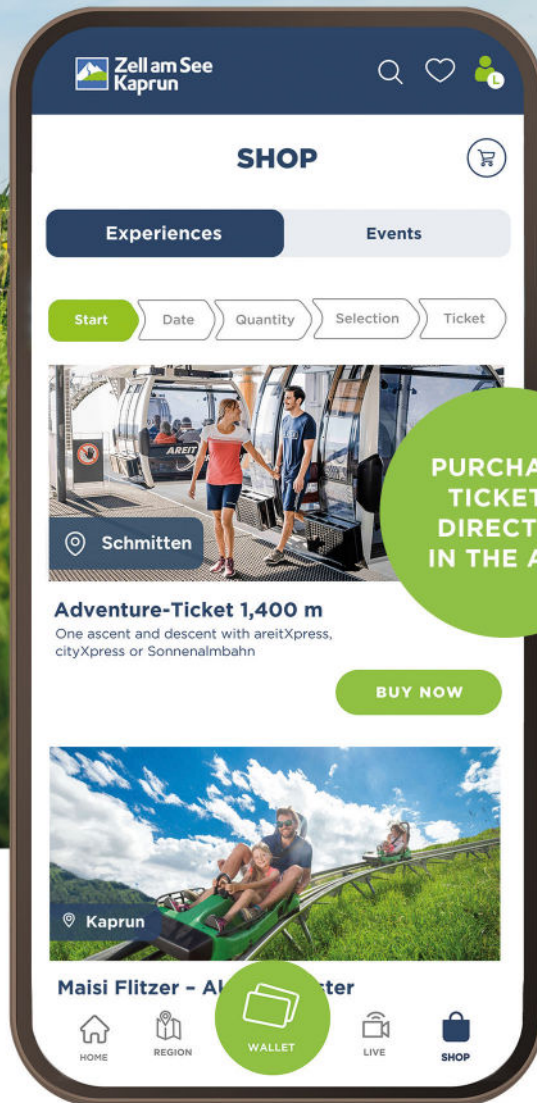 Zell am See
Kaprun
L
SHOP
Experiences
Events
Start
Date
Quantity
Selection
Ticket
AREIT
Schmitten
PURCHA
TICKET
DIRECT
IN THE A
Adventure-Ticket 1,400 m
One ascent and descent with areitXpress,
cityXpress or Sonnenalmbahn
BUY NOW
Kaprun
Maisi Flitzer – Al ster
HOME
REGION
WALLET
LIVE
SHOP